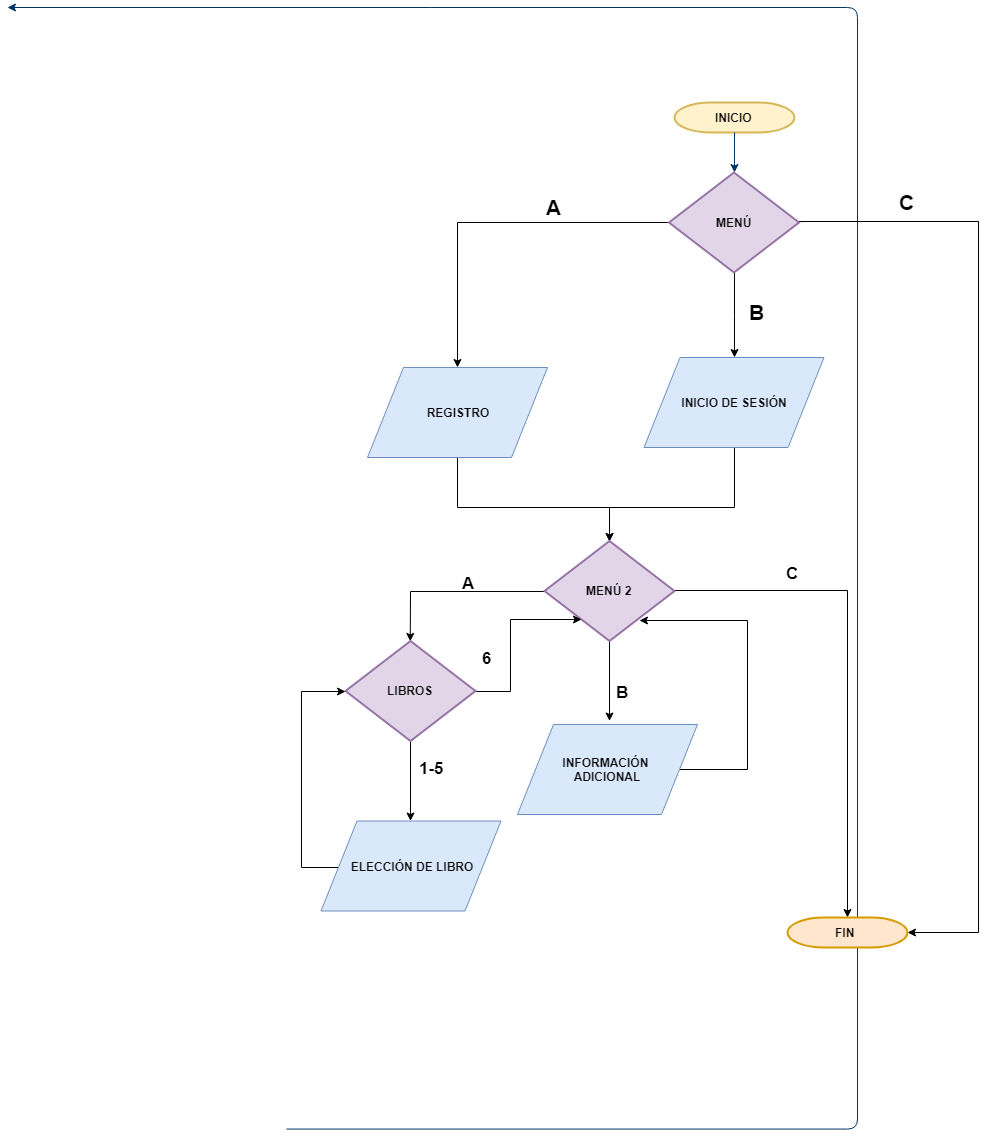 INICIO
MENÚ
A
C
B
REGISTRO
INICIO DE SESIÓN
MENÚ 2
A
C
6
LIBROS
B
1-5
INFORMACIÓN
ADICIONAL
ELECCIÓN DE LIBRO
FIN